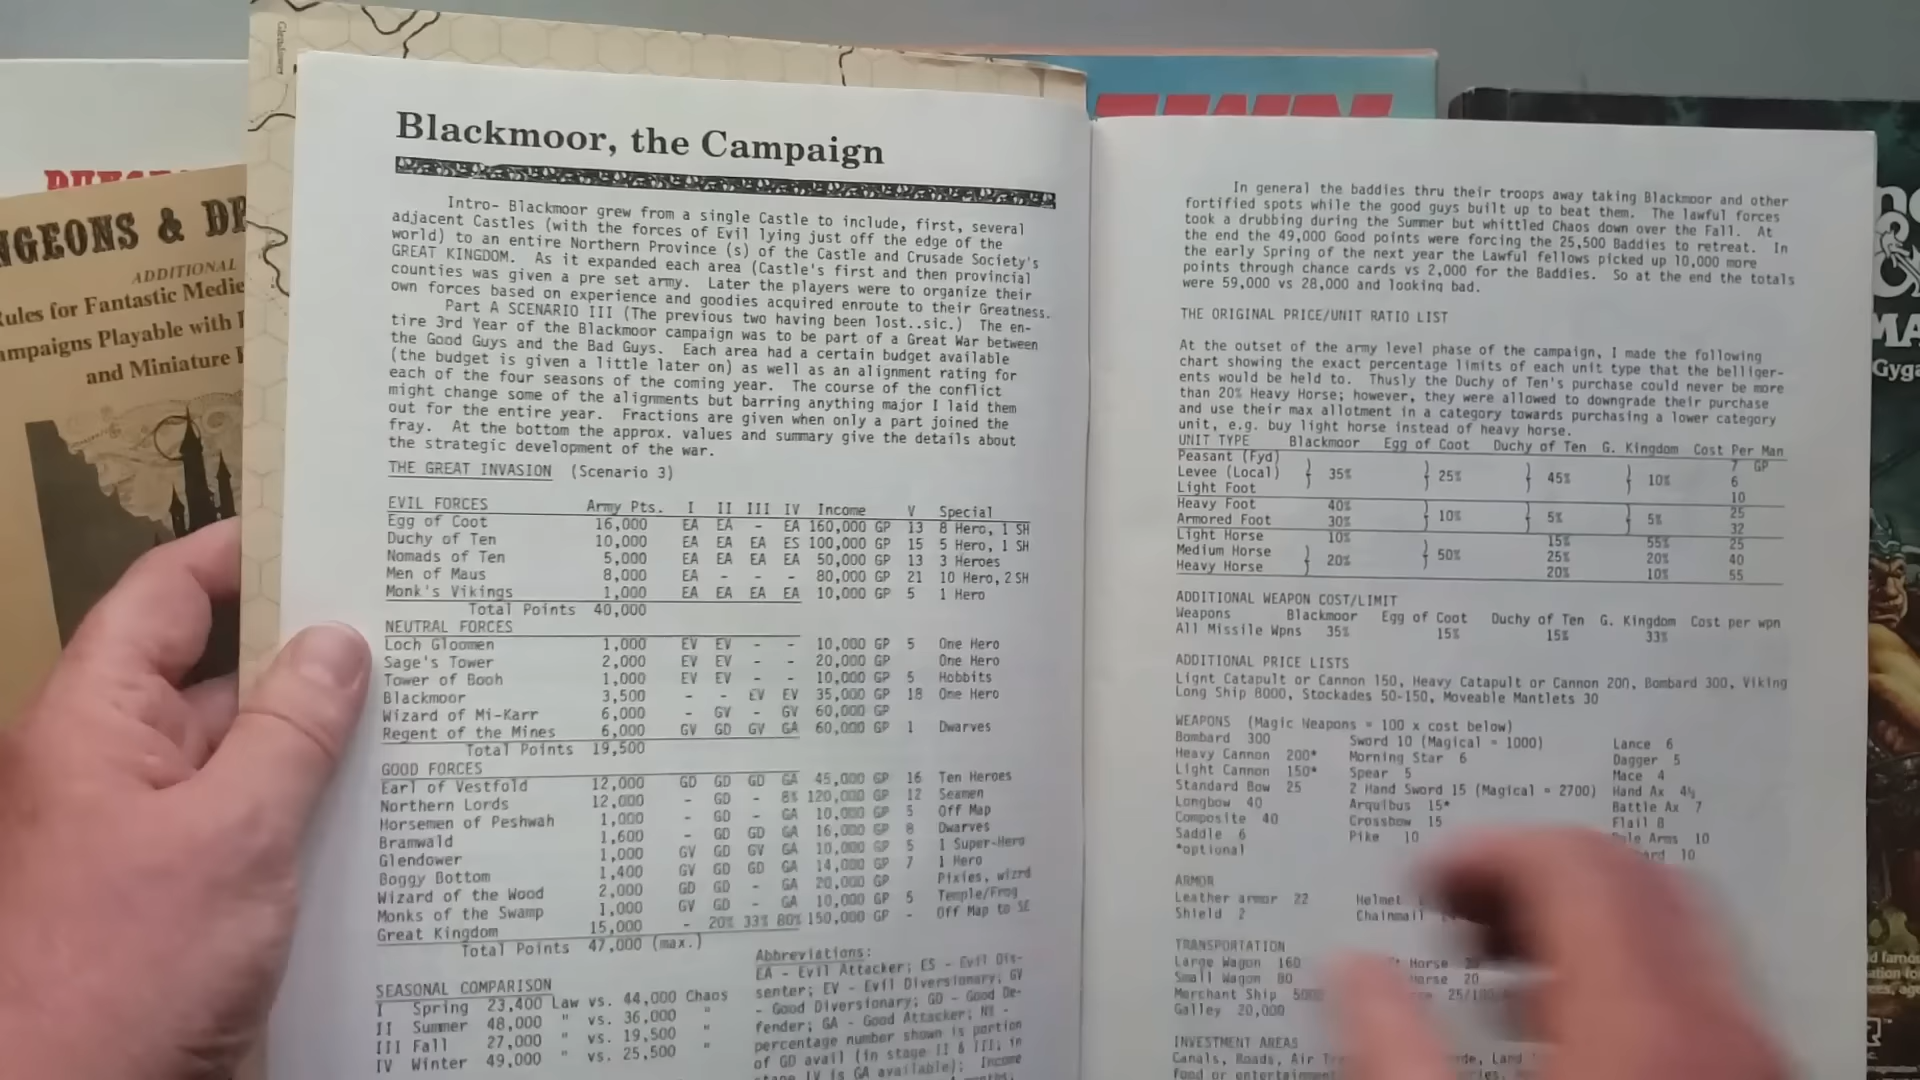 Glendower
NGEONS & DR
ADDITIONAL
Rules for Fantastic Medie
ampaigns Playable with
and Miniature
Blackmoor, the Campaign
Intro- Blackmoor grew from a single Castle to include, first, several
adjacent Castles (with the forces of Evil lying just off the edge of the
world) to an entire Northern Province (s) of the Castle and Crusade Society's
GREAT KINGDOM. As it expanded each area (Castle's first and then provincial
counties was given a pre set army. Later the players were to organize their
own forces based on experience and goodies acquired enroute to their Greatness.
Part A SCENARIO III (The previous two having been lost..sic.) The en-
tire 3rd Year of the Blackmoor campaign was to be part of a Great War between
the Good Guys and the Bad Guys. Each area had a certain budget available
(the budget is given a little later on) as well as an alignment rating for
each of the four seasons of the coming year. The course of the conflict
might change some of the alignments but barring anything major I laid them
out for the entire year. Fractions are given when only a part joined the
fray. At the bottom the approx. values and summary give the details about
the strategic development of the war.
THE GREAT INVASION (Scenario 3)
EVIL FORCES Army Pts. I II III IV Income V Special
Egg of Coot 16,000 EA EA - EA 160,000 GP 13 8 Hero, 1 SH
Duchy of Ten 10,000 EA EA EA ES 100,000 GP 15 5 Hero, 1 SH
Nomads of Ten 5,000 EA EA EA EA 50,000 GP 13 3 Heroes
Men of Maus 8,000 EA - - - 80,000 GP 21 10 Hero, 2 SH
Monk's Vikings 1,000 EA EA EA EA 10,000 GP 5 1 Hero
Total Points 40,000
NEUTRAL FORCES
Loch Gloomen 1,000 EV EV - - 10,000 GP 5 One Hero
Sage's Tower 2,000 EV EV - - 20,000 GP One Hero
Tower of Booh 1,000 EV EV - - 10,000 GP 5 Hobbits
Blackmoor 3,500 - - EV EV 35,000 GP 18 One Hero
Wizard of Mi-Karr 6,000 - GV - GV 60,000 GP
Regent of the Mines 6,000 GV GD GV GA 60,000 GP 1 Dwarves
Total Points 19,500
GOOD FORCES
Earl of Vestfold 12,000 GD GD GD GA 45,000 GP 16 Ten Heroes
Northern Lords 12,000 - GD - 8% 120,000 GP 12 Seamen
Horsemen of Peshwah 1,000 - GD - GA 10,000 GP 5 Off Map
Bramwald 1,600 - GD GD GA 16,000 GP 8 Dwarves
Glendower 1,000 GV GD GV GA 10,000 GP 5 1 Super-Hero
Boggy Bottom 1,400 GV GD GD GA 14,000 GP 7 1 Hero
Wizard of the Wood 2,000 GD GD - GA 20,000 GP Pixies, wizrd
Monks of the Swamp 1,000 GV GD - GA 10,000 GP 5 Temple/Frog
Great Kingdom 15,000 - 20% 33% 80% 150,000 GP - Off Map to SE
Total Points 47,000 (max.)
SEASONAL COMPARISON
I Spring 23,400 Law vs. 44,000 Chaos
II Summer 48,000 " vs. 36,000 "
III Fall 27,000 " vs. 19,500 "
IV Winter 49,000 " vs. 25,500 "
Abbreviations:
EA - Evil Attacker; ES - Evil Dis-
senter; EV - Evil Diversionary; GV
- Good Diversionary; GD - Good De-
fender; GA - Good Attacker; N% -
percentage number shown is portion
of GD avail (in stage II & III, in
stage IV is GA available); Income
In general the baddies thru their troops away taking Blackmoor and other
fortified spots while the good guys built up to beat them. The lawful forces
took a drubbing during the Summer but whittled Chaos down over the Fall. At
the end the 49,000 Good points were forcing the 25,500 Baddies to retreat. In
the early Spring of the next year the Lawful fellows picked up 10,000 more
points through chance cards vs 2,000 for the Baddies. So at the end the totals
were 59,000 vs 28,000 and looking bad.
THE ORIGINAL PRICE/UNIT RATIO LIST
At the outset of the army level phase of the campaign, I made the following
chart showing the exact percentage limits of each unit type that the belliger-
ents would be held to. Thusly the Duchy of Ten's purchase could never be more
than 20% Heavy Horse; however, they were allowed to downgrade their purchase
and use their max allotment in a category towards purchasing a lower category
unit, e.g. buy light horse instead of heavy horse.
UNIT TYPE Blackmoor Egg of Coot Duchy of Ten G. Kingdom Cost Per Man
Peasant (Fyd) 7 GP
Levee (Local) 35% 25% 45% 10% 6
Light Foot 10
Heavy Foot 40% 25
Armored Foot 30% 10% 5% 5% 32
Light Horse 10% 15% 55% 25
Medium Horse 20% 50% 25% 20% 40
Heavy Horse 20% 10% 55
ADDITIONAL WEAPON COST/LIMIT
Weapons Blackmoor Egg of Coot Duchy of Ten G. Kingdom Cost per wpn
All Missile Wpns 35% 15% 15% 33%
ADDITIONAL PRICE LISTS
Light Catapult or Cannon 150, Heavy Catapult or Cannon 200, Bombard 300, Viking
Long Ship 8000, Stockades 50-150, Moveable Mantlets 30
WEAPONS (Magic Weapons = 100 x cost below)
Bombard 300 Sword 10 (Magical = 1000) Lance 6
Heavy Cannon 200* Morning Star 6 Dagger 5
Light Cannon 150* Spear 5 Mace 4
Standard Bow 25 2 Hand Sword 15 (Magical = 2700) Hand Ax 4½
Longbow 40 Arquibus 15* Battle Ax 7
Composite 40 Crossbow 15 Flail 8
Saddle 6 Pike 10 Pole Arms 10
*optional 10
ARMOR
Leather armor 22 Helmet
Shield 2 Chainmail
TRANSPORTATION
Large Wagon 160 Horse
Small Wagon 80 Horse 20
Merchant Ship
Galley 20,000
INVESTMENT AREAS
Canals, Roads, Air Land
food or
MA
Gyga